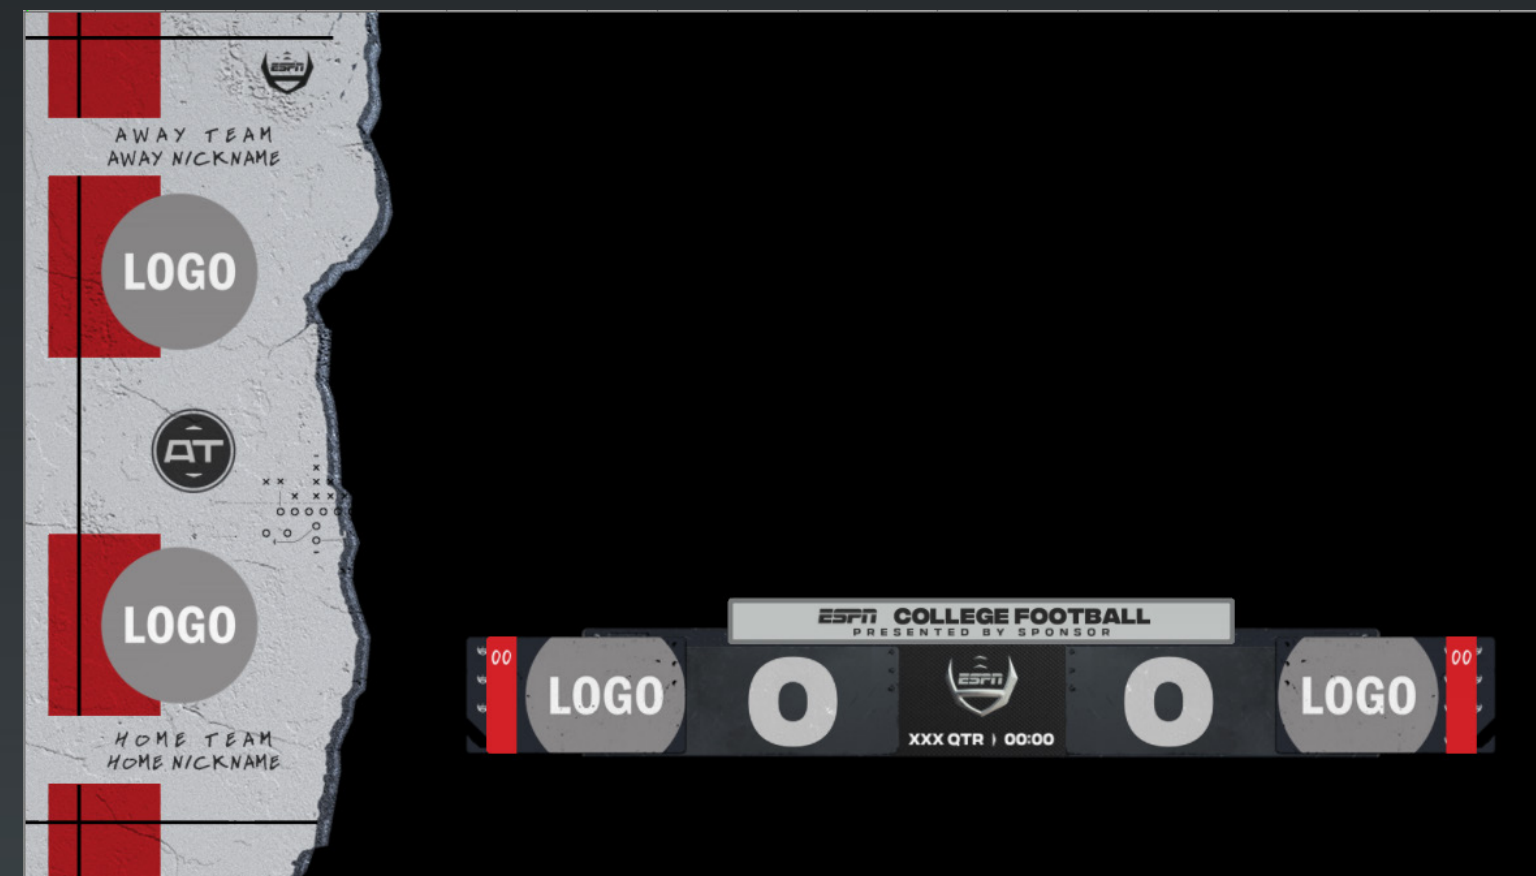 ESPN
AWAY TEAM
AWAY NICKNAME
LOGO
AT
LOGO
HOME TEAM
HOME NICKNAME
ESPN COLLEGE FOOTBALL
PRESENTED BY SPONSOR
00
LOGO
0
ESPN
XXX QTR 00:00
0
LOGO
00